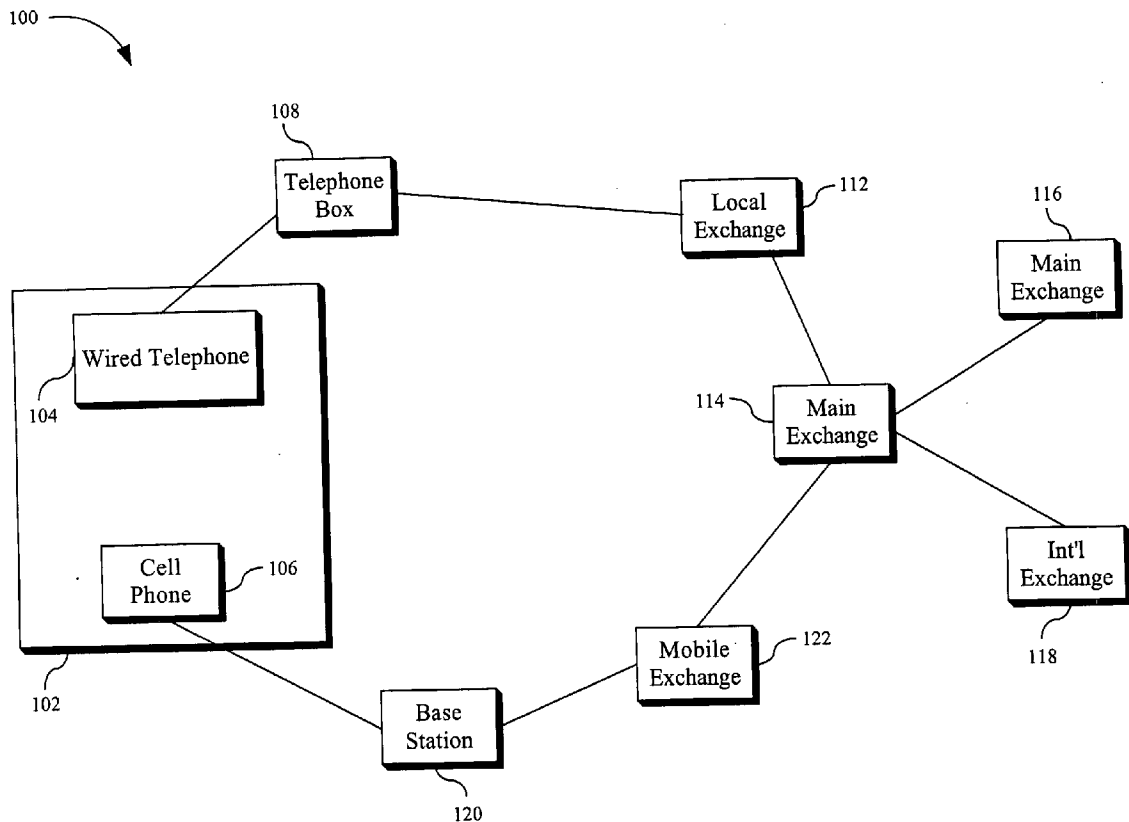 100
108
Telephone
Box
Local
Exchange
112
116
Main
Exchange
Wired Telephone
104
114
Main
Exchange
Cell
Phone
106
Int'l
Exchange
118
Mobile
Exchange
122
102
Base
Station
120